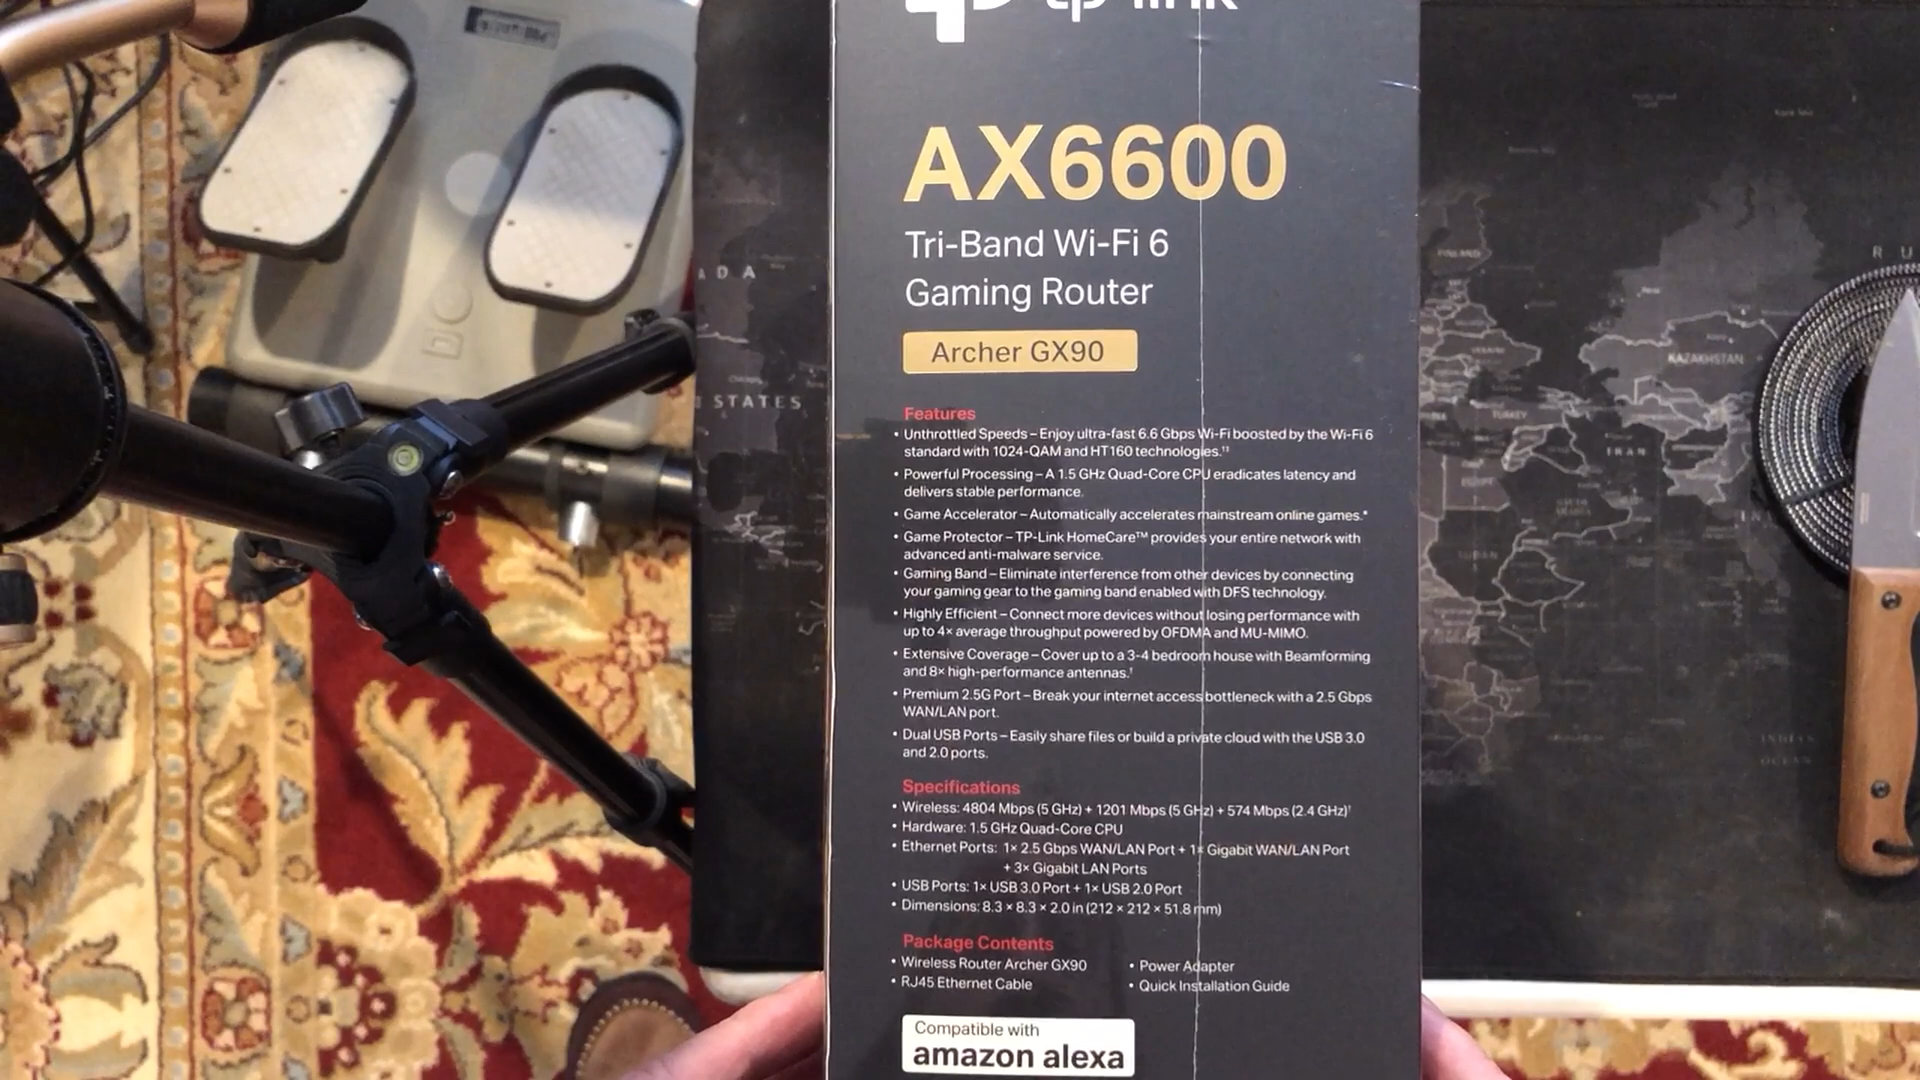 tp-link
AX6600
Tri-Band Wi-Fi 6
Gaming Router
Archer GX90
Features
• Unthrottled Speeds – Enjoy ultra-fast 6.6 Gbps Wi-Fi boosted by the Wi-Fi 6
standard with 1024-QAM and HT160 technologies.
• Powerful Processing – A 1.5 GHz Quad-Core CPU eradicates latency and
delivers stable performance.
• Game Accelerator – Automatically accelerates mainstream online games.*
• Game Protector – TP-Link HomeCare™ provides your entire network with
advanced anti-malware service.
• Gaming Band – Eliminate interference from other devices by connecting
your gaming gear to the gaming band enabled with DFS technology.
• Highly Efficient – Connect more devices without losing performance with
up to 4× average throughput powered by OFDMA and MU-MIMO.
• Extensive Coverage – Cover up to a 3-4 bedroom house with Beamforming
and 8× high-performance antennas.†
• Premium 2.5G Port – Break your internet access bottleneck with a 2.5 Gbps
WAN/LAN port.
• Dual USB Ports – Easily share files or build a private cloud with the USB 3.0
and 2.0 ports.
Specifications
• Wireless: 4804 Mbps (5 GHz) + 1201 Mbps (5 GHz) + 574 Mbps (2.4 GHz)†
• Hardware: 1.5 GHz Quad-Core CPU
• Ethernet Ports: 1× 2.5 Gbps WAN/LAN Port + 1× Gigabit WAN/LAN Port
+ 3× Gigabit LAN Ports
• USB Ports: 1× USB 3.0 Port + 1× USB 2.0 Port
• Dimensions: 8.3 × 8.3 × 2.0 in (212 × 212 × 51.8 mm)
Package Contents
• Wireless Router Archer GX90
• RJ45 Ethernet Cable
• Power Adapter
• Quick Installation Guide
Compatible with
amazon alexa
ADA
STATES
RU
FINLAND
KAZAKHSTAN
TURKEY
IRAN
EGYPT
SUDAN
INDIAN
OCEAN